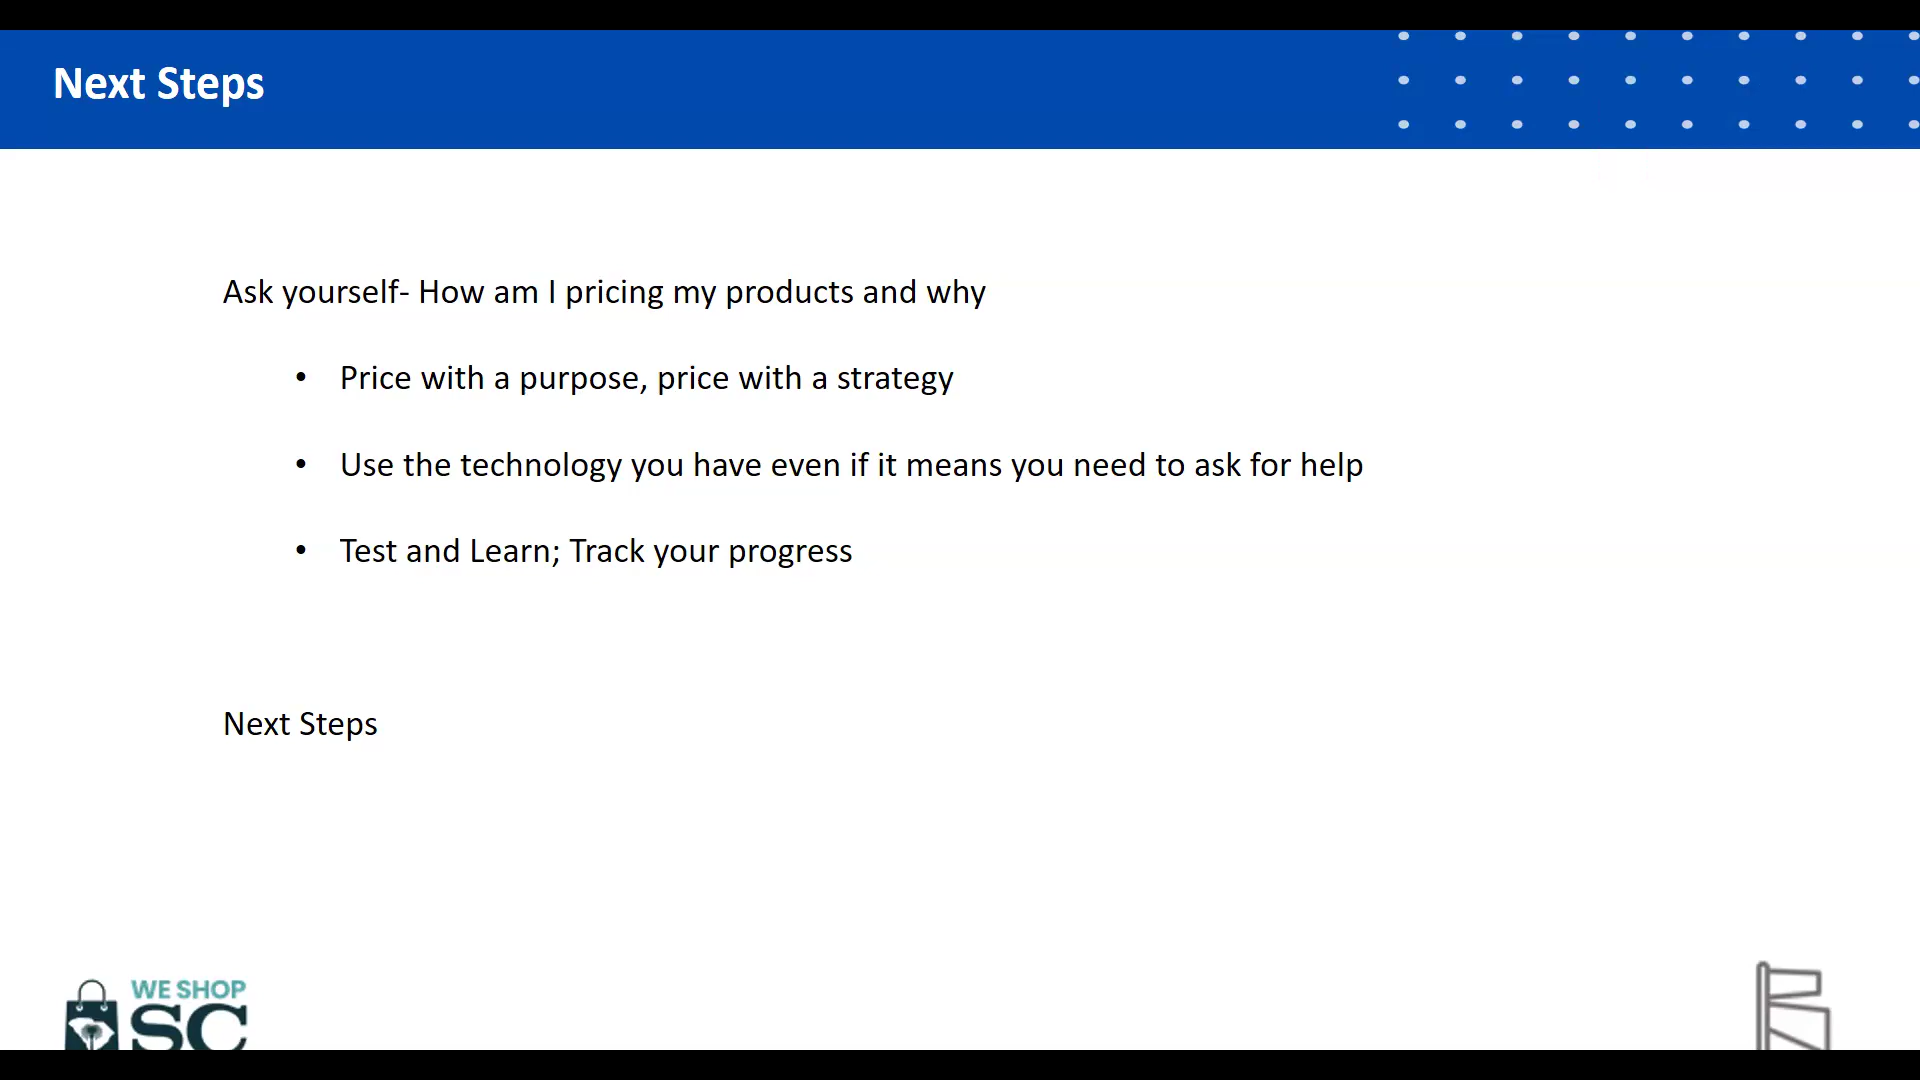 Next Steps
Ask yourself- How am I pricing my products and why
• Price with a purpose, price with a strategy
• Use the technology you have even if it means you need to ask for help
• Test and Learn; Track your progress
Next Steps
WE SHOP
SC